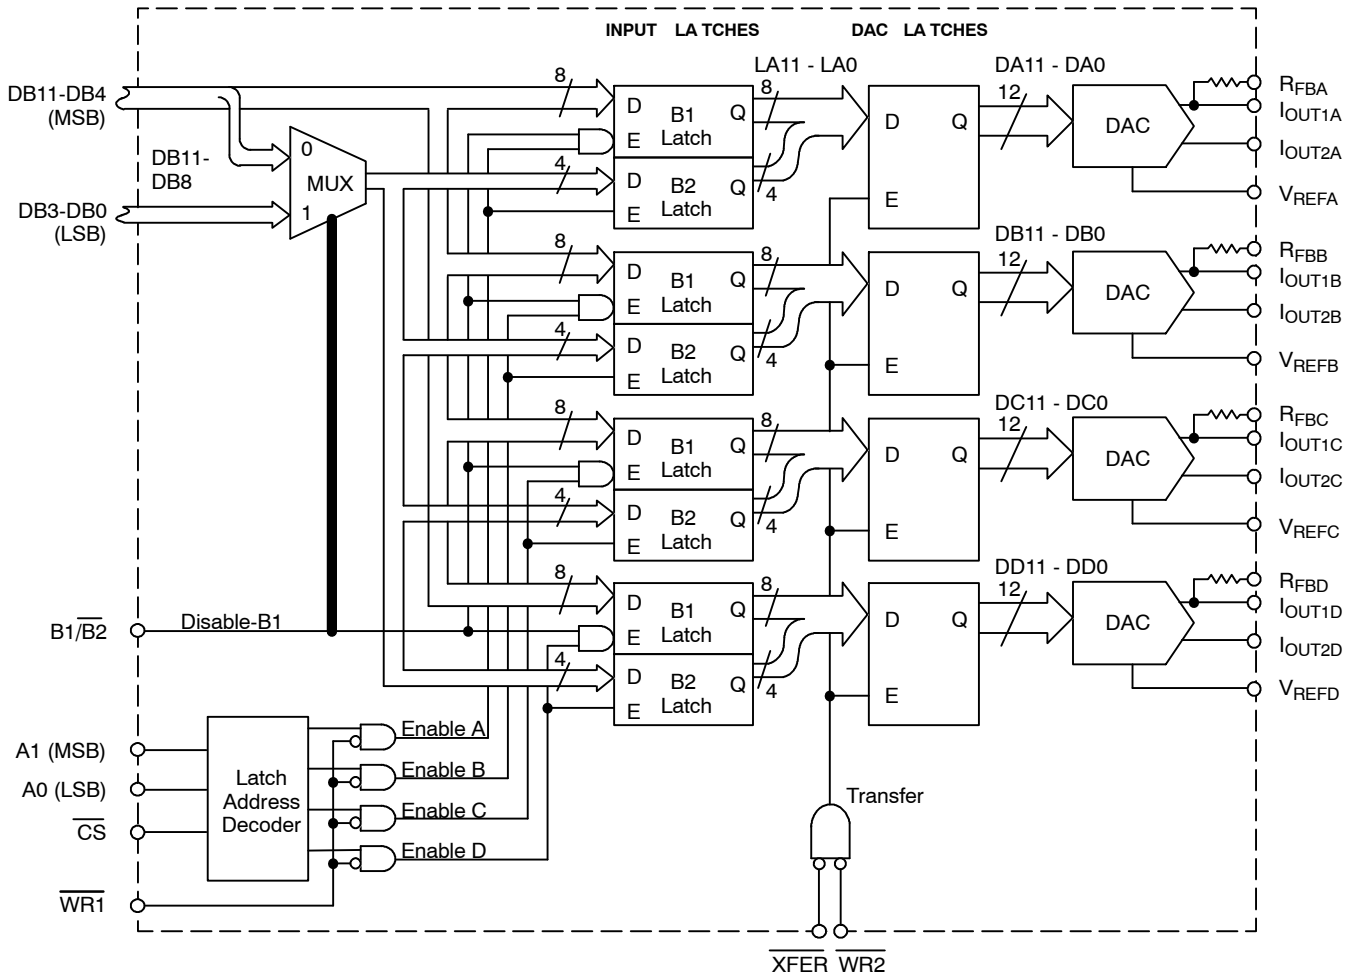 INPUT LA TCHES DAC LA TCHES
LA11 - LA0 DA11 - DA0
DB11-DB4
(MSB)
8 8 12
D B1 Latch Q
E
D Q
DAC
RFBA
IOUT1A
IOUT2A
VREFA
DB11-
DB8
0
MUX
1
4
D B2 Latch Q
E
4
E
DB3-DB0
(LSB)
DB11 - DB0
8 8 12
D B1 Latch Q
E
D Q
DAC
RFBB
IOUT1B
IOUT2B
VREFB
4
D B2 Latch Q
E
4
E
DC11 - DC0
8 8 12
D B1 Latch Q
E
D Q
DAC
RFBC
IOUT1C
IOUT2C
VREFC
4
D B2 Latch Q
E
4
E
DD11 - DD0
8 8 12
D B1 Latch Q
E
D Q
DAC
RFBD
IOUT1D
IOUT2D
VREFD
4
D B2 Latch Q
E
4
E
B1/B2
Disable-B1
A1 (MSB)
A0 (LSB)
CS
WR1
Latch
Address
Decoder
Enable A
Enable B
Enable C
Enable D
Transfer
XFER WR2